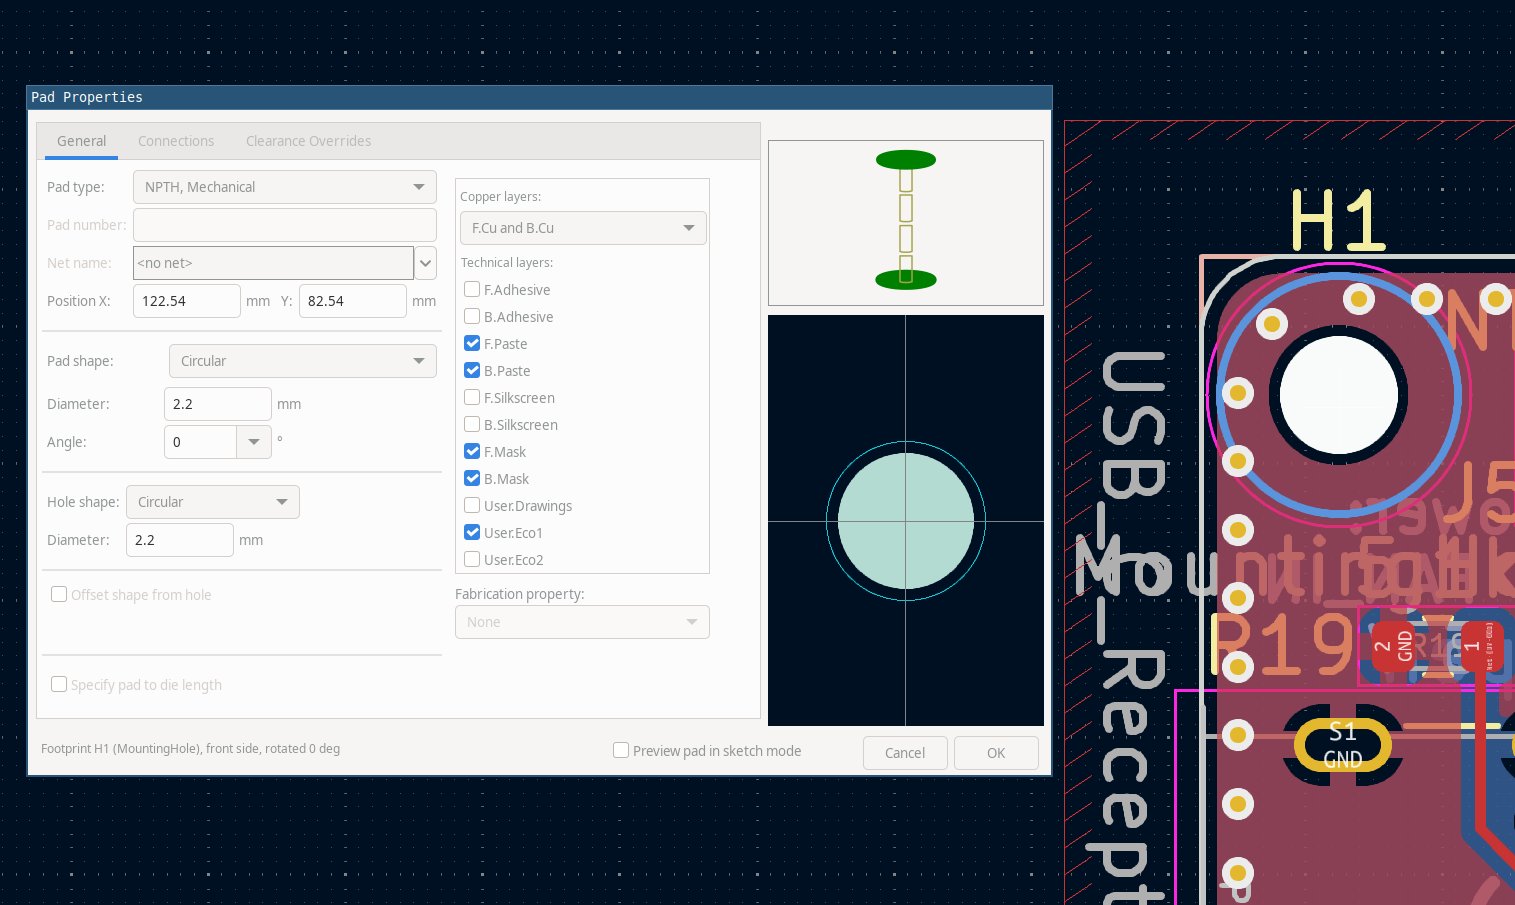 Pad Properties
General
Connections
Clearance Overrides
Pad type:
NPTH, Mechanical
Pad number:
Net name:
<no net>
Position X:
122.54
mm
Y:
82.54
mm
Pad shape:
Circular
Diameter:
2.2
mm
Angle:
0
°
Hole shape:
Circular
Diameter:
2.2
mm
Offset shape from hole
Specify pad to die length
Copper layers:
F.Cu and B.Cu
Technical layers:
F.Adhesive
B.Adhesive
F.Paste
B.Paste
F.Silkscreen
B.Silkscreen
F.Mask
B.Mask
User.Drawings
User.Eco1
User.Eco2
Fabrication property:
None
Footprint H1 (MountingHole), front side, rotated 0 deg
Preview pad in sketch mode
Cancel
OK
H1
J5
R19
2
GND
R19
1
S1
GND
USB_C_Recept